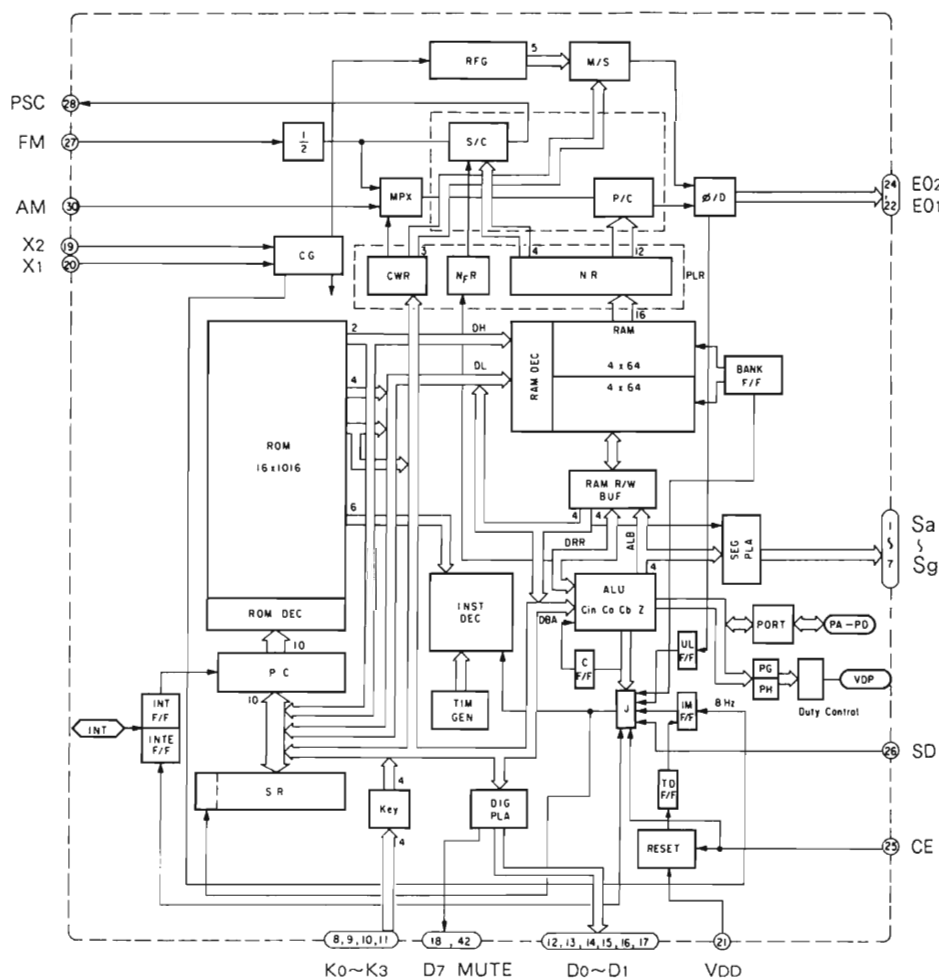 RFG
5
M/S
PSC
28
FM
27
1/2
S/C
AM
30
MPX
P/C
Ø/D
24
22
EO2
EO1
X2
19
X1
20
CG
3
4
12
CWR
NFR
NR
PLR
16
2
DH
RAM
DL
RAM DEC
4 x 64
4 x 64
BANK
F/F
4
ROM
16x1016
RAM R/W
BUF
6
4
4
DRR
ALB
4
SEG
PLA
1
~
7
Sa
~
Sg
INST
DEC
ALU
Cin Co Cb Z
DBA
ROM DEC
10
PORT
PA-PD
PC
10
C
F/F
UL
F/F
PG
PH
VDP
Duty Control
INT
F/F
INTE
F/F
INT
TIM
GEN
J
IM
F/F
8 Hz
SD
26
SR
4
Key
4
DIG
PLA
TD
F/F
RESET
CE
25
8, 9, 10, 11
18, 42
12, 13, 14, 15, 16, 17
21
K0~K3
D7 MUTE
D0~D1
VDD